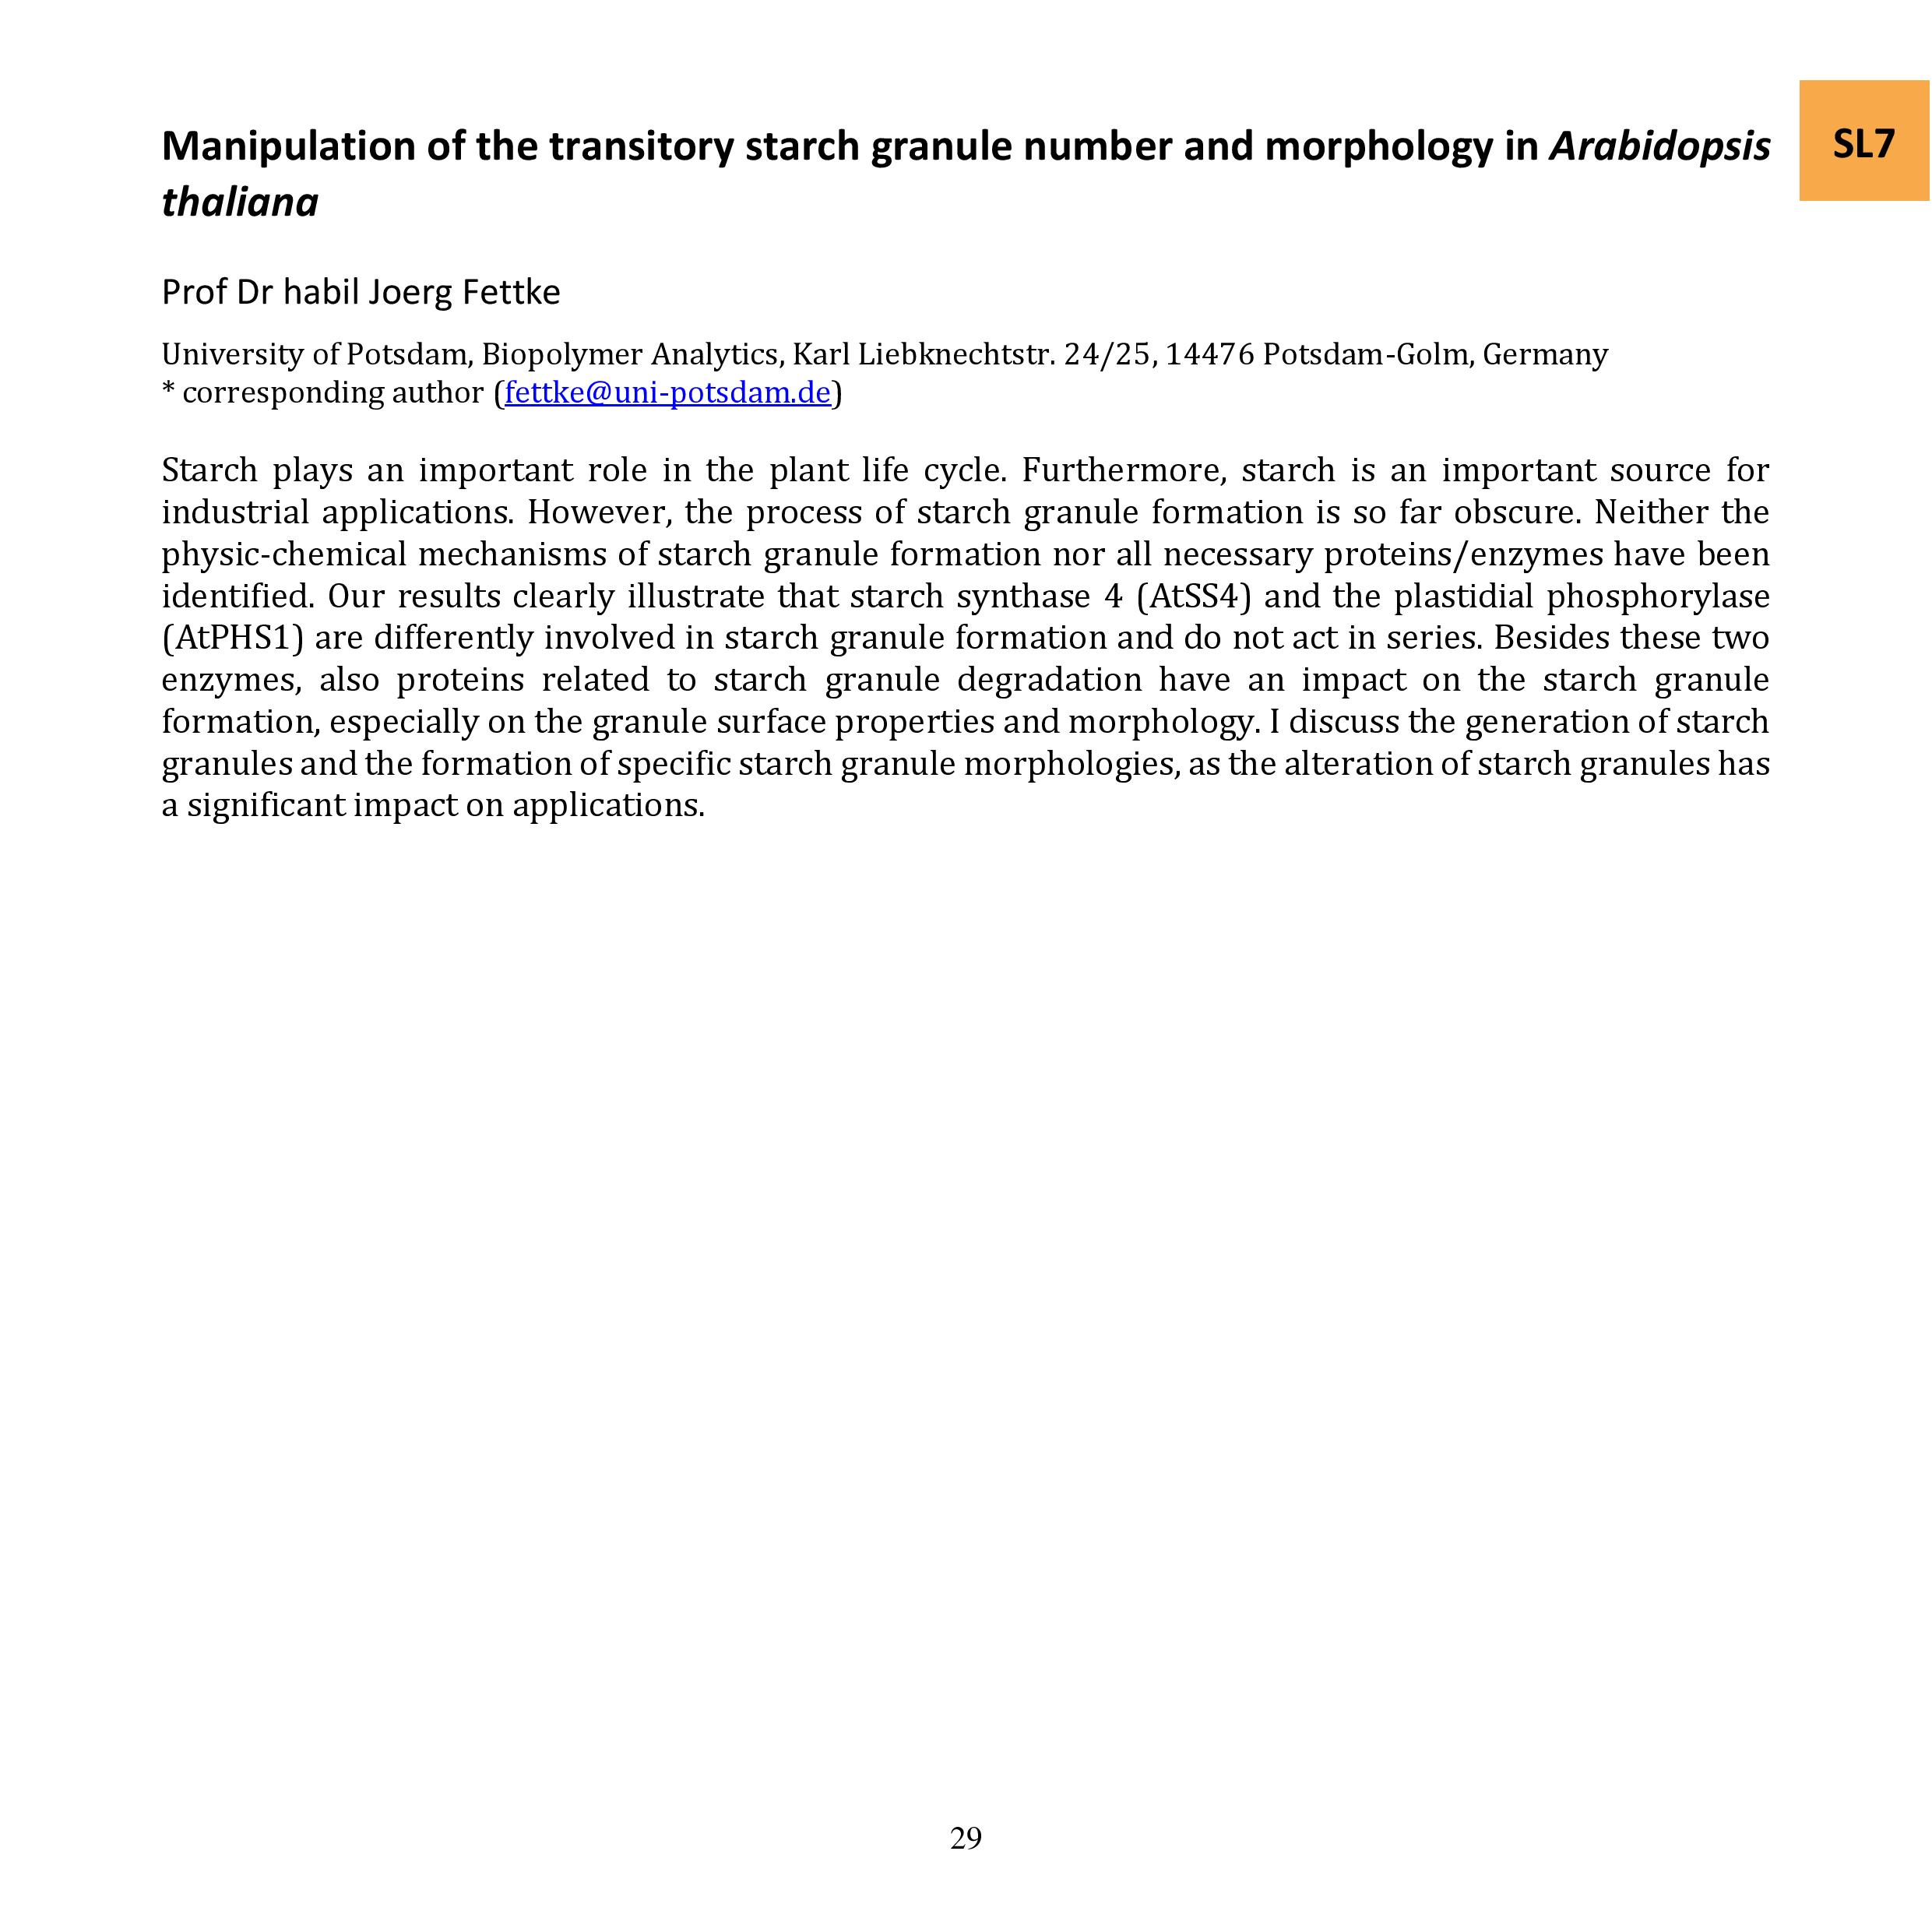 Manipulation of the transitory starch granule number and morphology in Arabidopsis
thaliana
SL7
Prof Dr habil Joerg Fettke
University of Potsdam, Biopolymer Analytics, Karl Liebknechtstr. 24/25, 14476 Potsdam-Golm, Germany
* corresponding author (fettke@uni-potsdam.de)
Starch plays an important role in the plant life cycle. Furthermore, starch is an important source for
industrial applications. However, the process of starch granule formation is so far obscure. Neither the
physic-chemical mechanisms of starch granule formation nor all necessary proteins/enzymes have been
identified. Our results clearly illustrate that starch synthase 4 (AtSS4) and the plastidial phosphorylase
(AtPHS1) are differently involved in starch granule formation and do not act in series. Besides these two
enzymes, also proteins related to starch granule degradation have an impact on the starch granule
formation, especially on the granule surface properties and morphology. I discuss the generation of starch
granules and the formation of specific starch granule morphologies, as the alteration of starch granules has
a significant impact on applications.
29